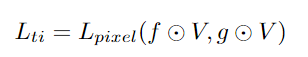 L_{ti} = L_{pixel}(f ⊙ V, g ⊙ V)